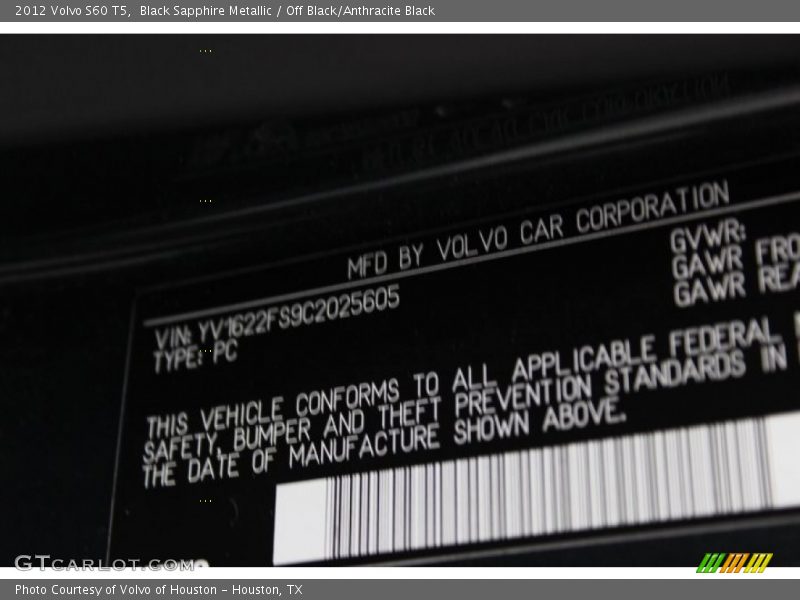 2012 Volvo S60 T5,  Black Sapphire Metallic / Off Black/Anthracite Black
MFD BY VOLVO CAR CORPORATION
VIN: YV1622FS9C2025605
TYPE: PC
GVWR:
GAWR FRO
GAWR REA
THIS VEHICLE CONFORMS TO ALL APPLICABLE FEDERAL
SAFETY, BUMPER AND THEFT PREVENTION STANDARDS IN
THE DATE OF MANUFACTURE SHOWN ABOVE.
GTCARLOT.COM
Photo Courtesy of Volvo of Houston - Houston, TX